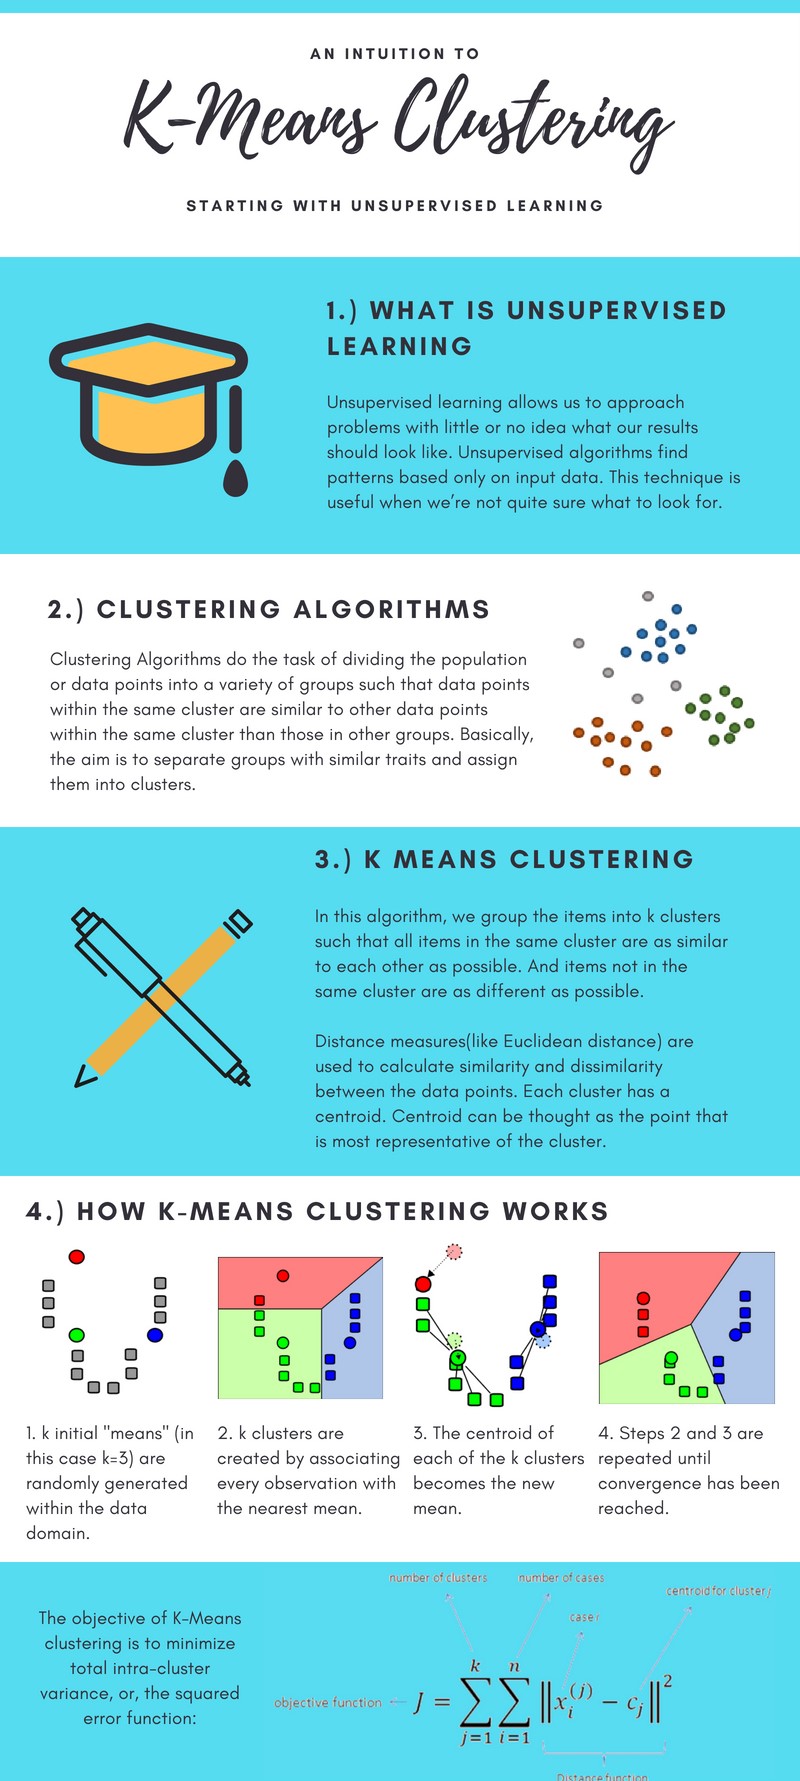 AN INTUITION TO
K-Means Clustering
STARTING WITH UNSUPERVISED LEARNING
1.) WHAT IS UNSUPERVISED
LEARNING
Unsupervised learning allows us to approach
problems with little or no idea what our results
should look like. Unsupervised algorithms find
patterns based only on input data. This technique is
useful when we're not quite sure what to look for.
2.) CLUSTERING ALGORITHMS
Clustering Algorithms do the task of dividing the population
or data points into a variety of groups such that data points
within the same cluster are similar to other data points
within the same cluster than those in other groups. Basically,
the aim is to separate groups with similar traits and assign
them into clusters.
3.) K MEANS CLUSTERING
In this algorithm, we group the items into k clusters
such that all items in the same cluster are as similar
to each other as possible. And items not in the
same cluster are as different as possible.
Distance measures(like Euclidean distance) are
used to calculate similarity and dissimilarity
between the data points. Each cluster has a
centroid. Centroid can be thought as the point that
is most representative of the cluster.
4.) HOW K-MEANS CLUSTERING WORKS
1. k initial "means" (in
this case k=3) are
randomly generated
within the data
domain.
2. k clusters are
created by associating
every observation with
the nearest mean.
3. The centroid of
each of the k clusters
becomes the new
mean.
4. Steps 2 and 3 are
repeated until
convergence has been
reached.
The objective of K-Means
clustering is to minimize
total intra-cluster
variance, or, the squared
error function:
number of clusters
number of cases
centroid for cluster j
case i
objective function ← J = ∑_{j=1}^{k} ∑_{i=1}^{n} ‖x_i^{(j)} − c_j‖^2
Distance function